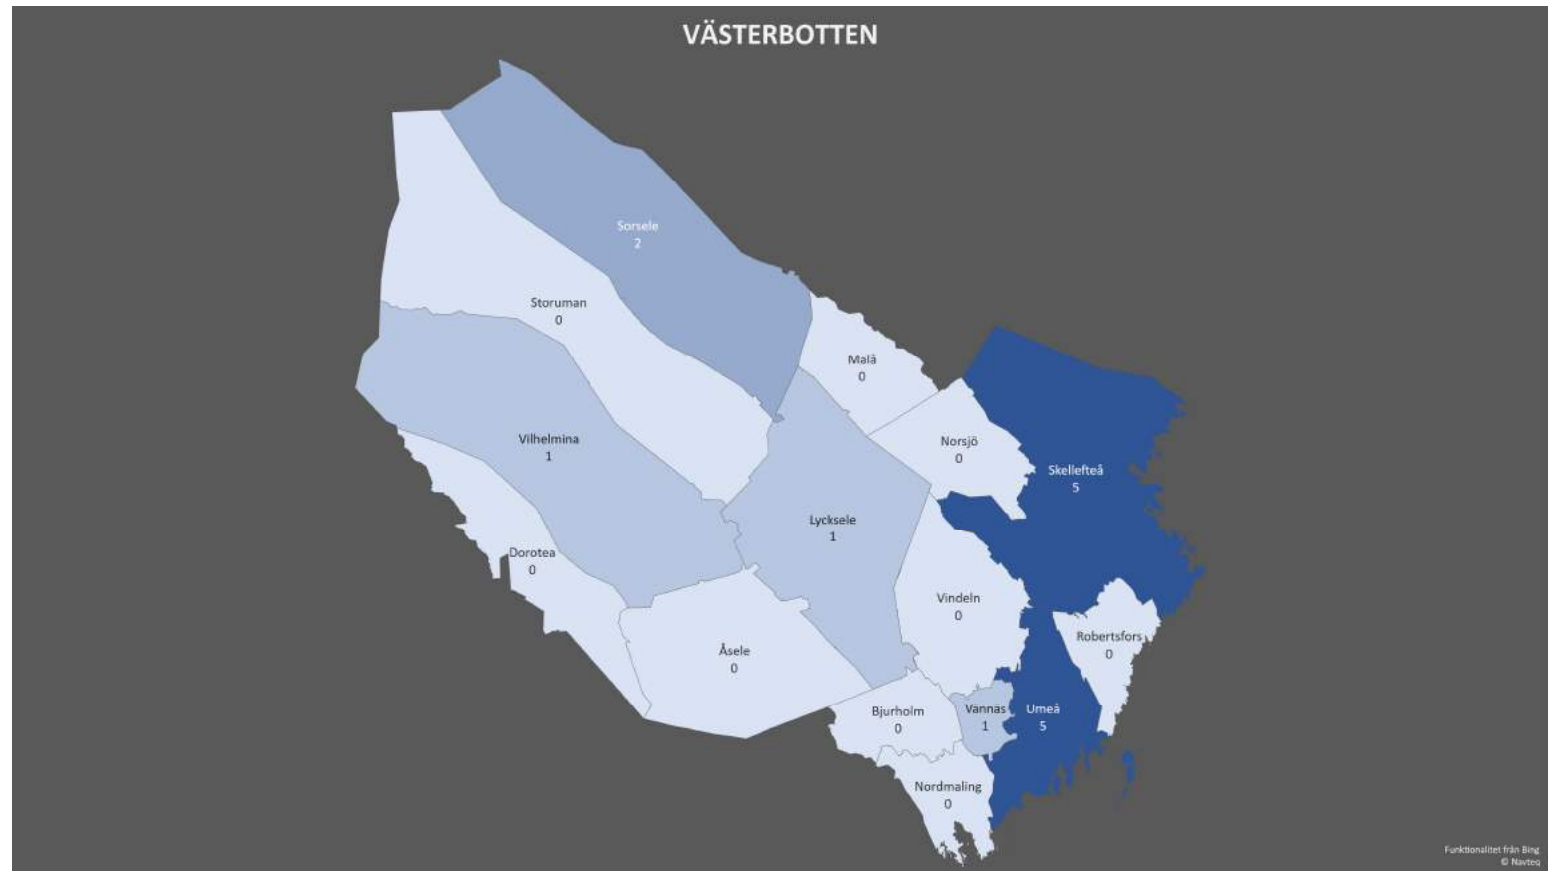 VÄSTERBOTTEN
Sorsele
2
Storuman
0
Malå
0
Vilhelmina
1
Norsjö
0
Skellefteå
5
Lycksele
1
Dorotea
0
Vindeln
0
Robertsfors
0
Åsele
0
Bjurholm
0
Vännäs
1
Umeå
5
Nordmaling
0
Funktionalitet från Bing
© Navteq